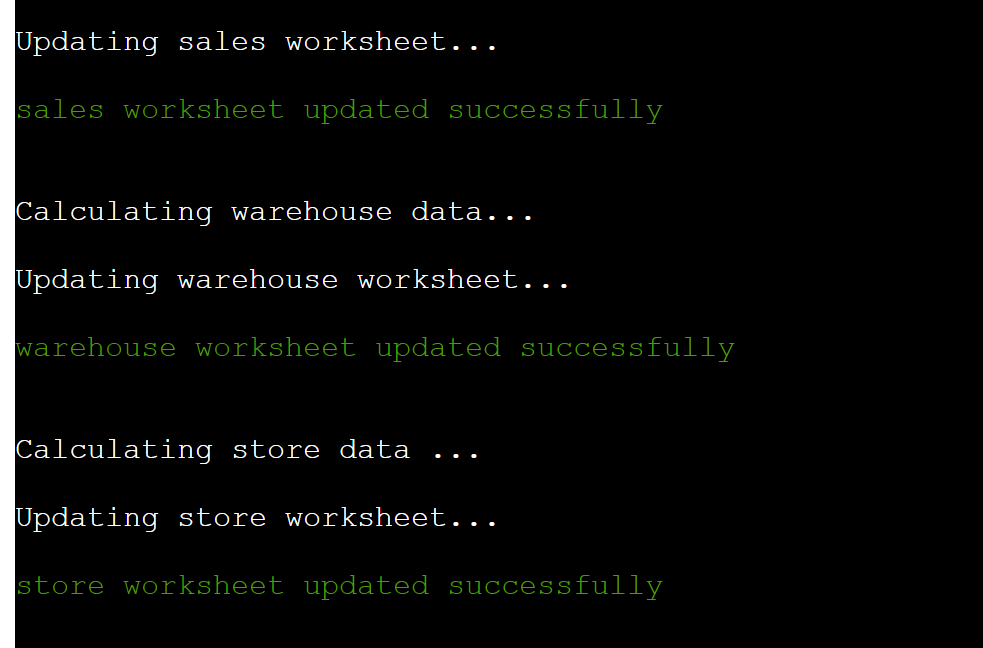 Updating sales worksheet...
sales worksheet updated successfully
Calculating warehouse data...
Updating warehouse worksheet...
warehouse worksheet updated successfully
Calculating store data ...
Updating store worksheet...
store worksheet updated successfully